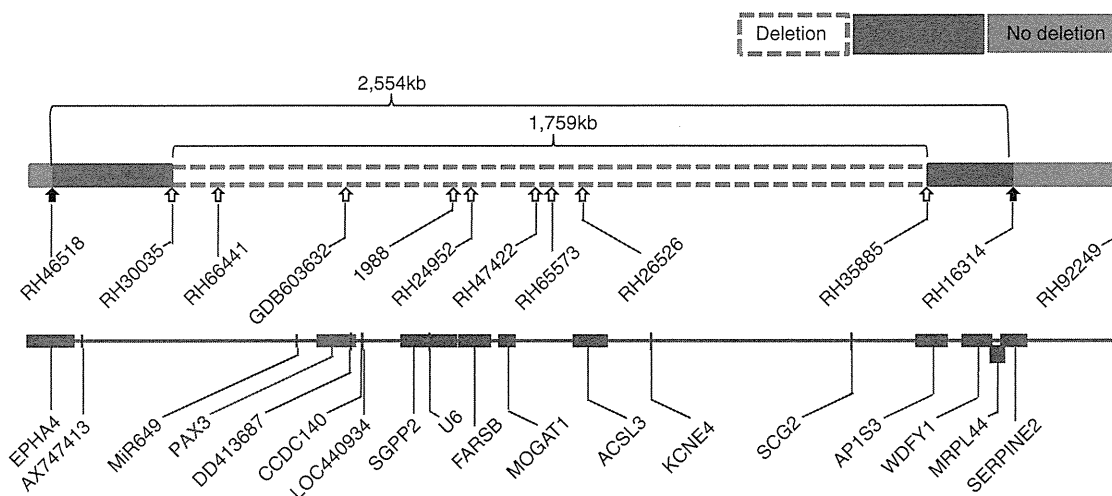 Deletion
No deletion
2,554kb
1,759kb
RH46518
RH30035
RH66441
GDB603632
1988
RH24952
RH47422
RH65573
RH26526
RH35885
RH16314
RH92249
EPHA4
AX747413
MiR649
PAX3
DD413687
CCDC140
LOC440934
SGPP2
U6
FARSB
MOGAT1
ACSL3
KCNE4
SCG2
AP1S3
WDFY1
MRPL44
SERPINE2